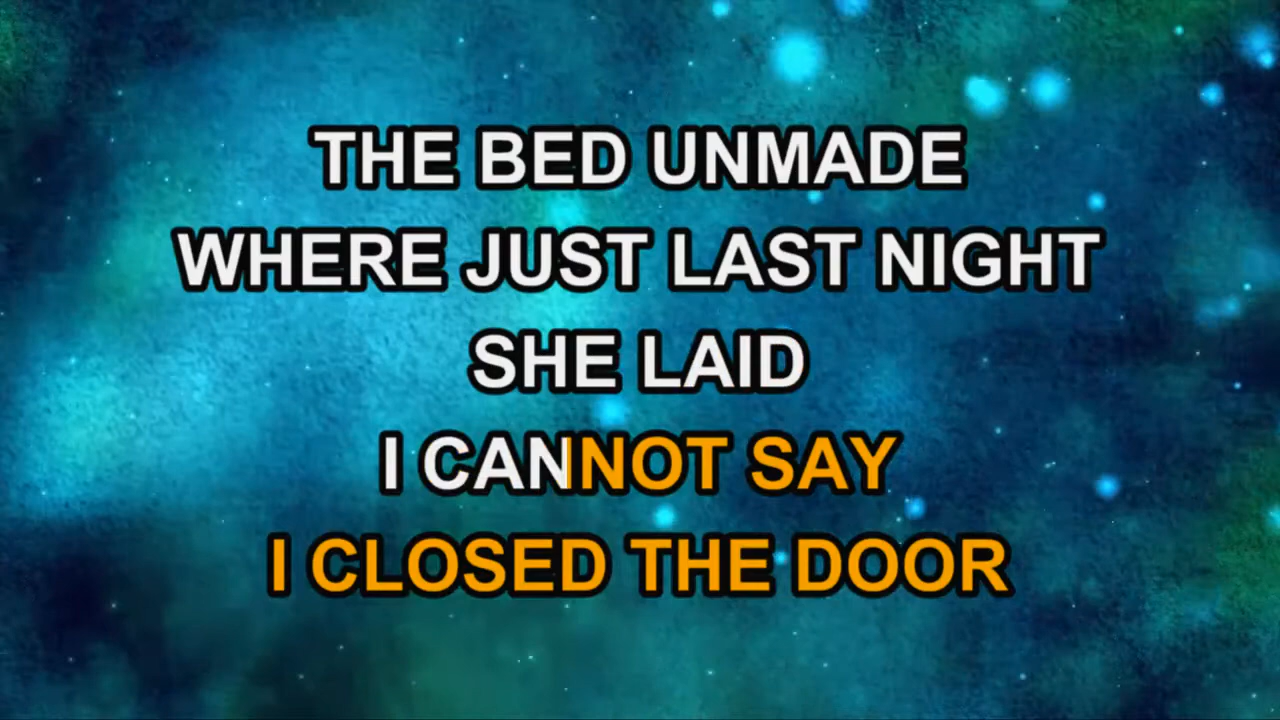 THE BED UNMADE
WHERE JUST LAST NIGHT
SHE LAID
I CANNOT SAY
I CLOSED THE DOOR